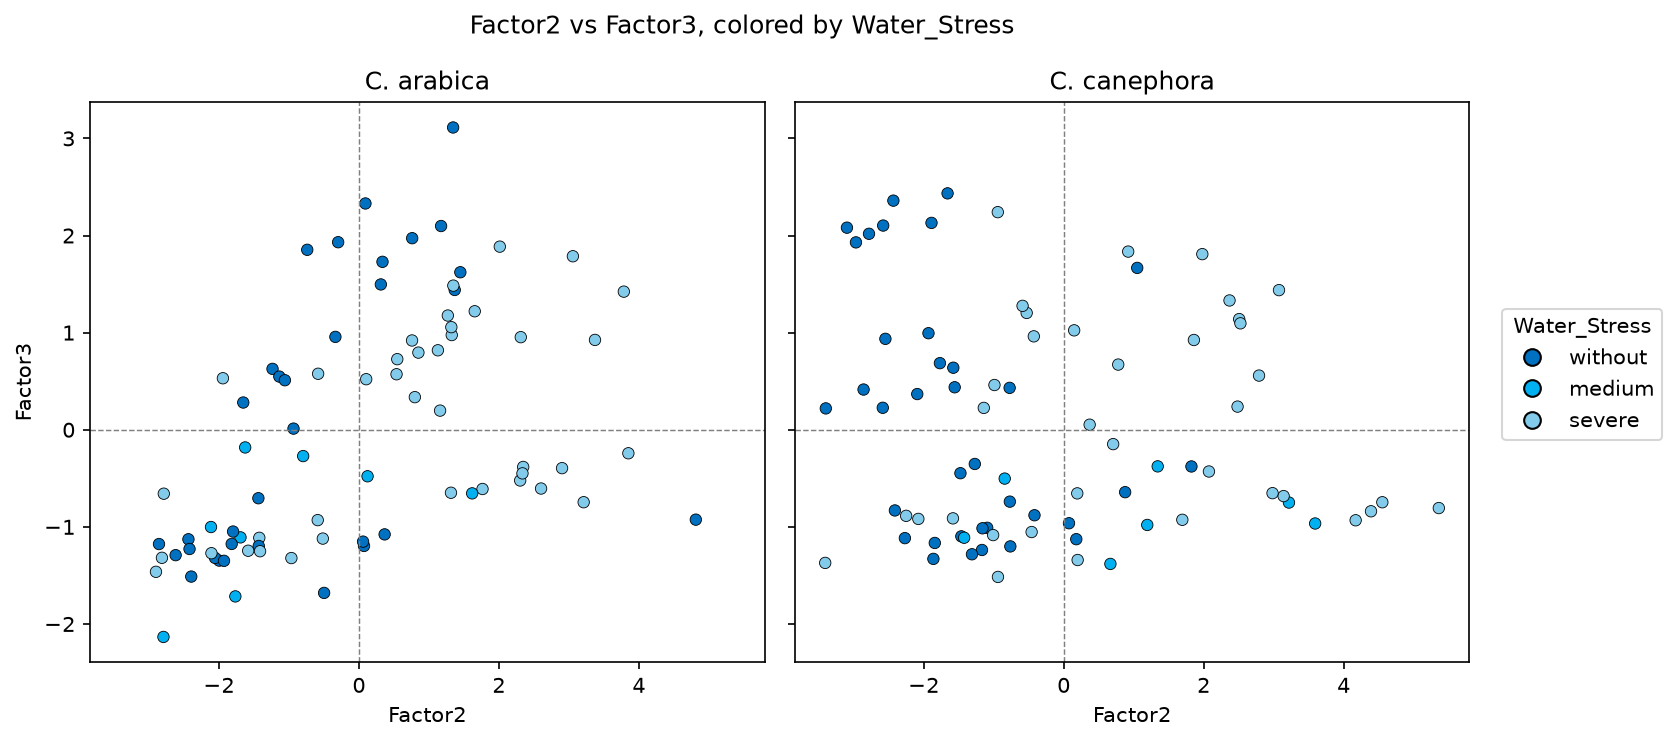 Factor2 vs Factor3, colored by Water_Stress
C. arabica
C. canephora
3
2
1
0
−1
−2
Factor3
−2
0
2
4
−2
0
2
4
Factor2
Factor2
Water_Stress
without
medium
severe